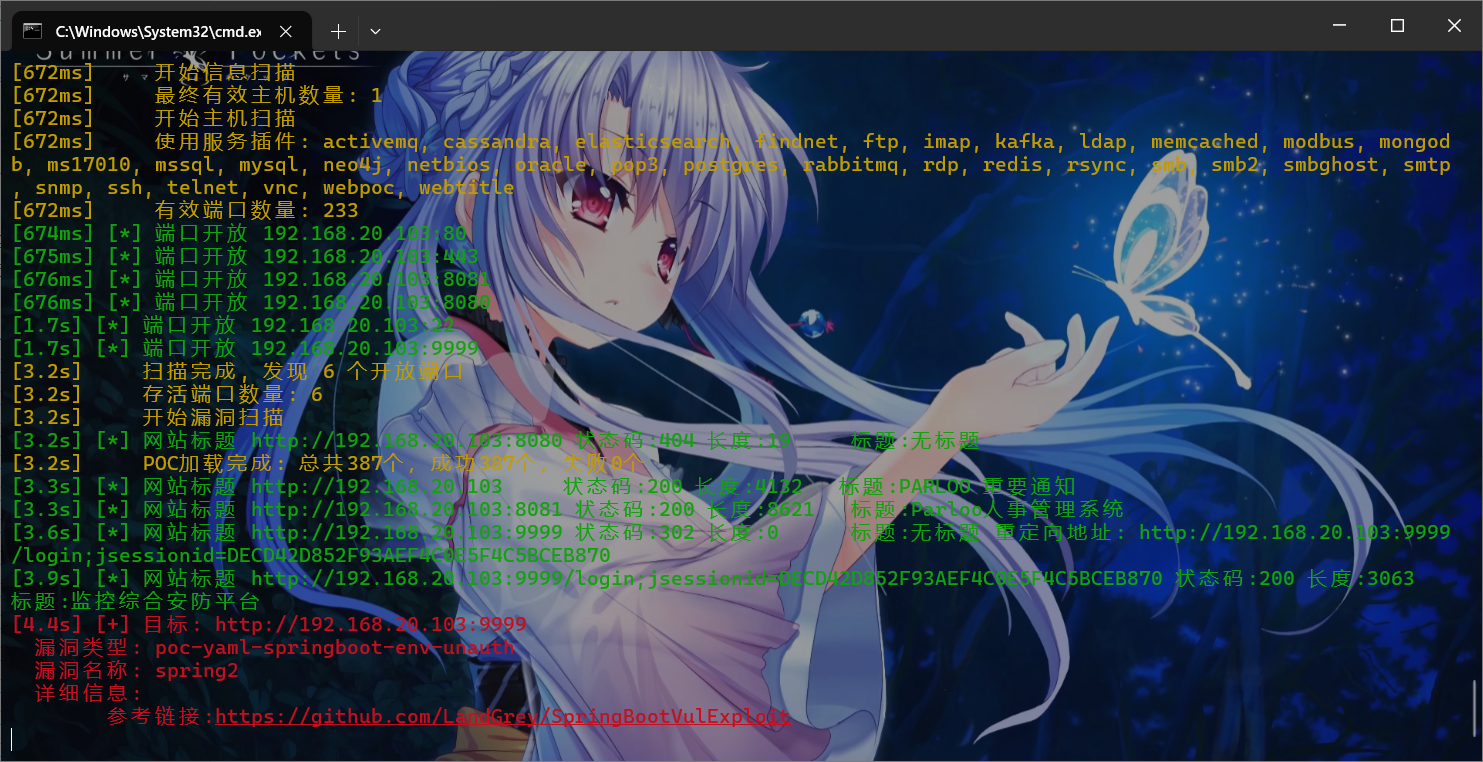 C:\Windows\System32\cmd.ex
Summer Pockets
[672ms] 开始信息扫描
[672ms] 最终有效主机数量: 1
[672ms] 开始主机扫描
[672ms] 使用服务插件: activemq, cassandra, elasticsearch, findnet, ftp, imap, kafka, ldap, memcached, modbus, mongod
b, ms17010, mssql, mysql, neo4j, netbios, oracle, pop3, postgres, rabbitmq, rdp, redis, rsync, smb, smb2, smbghost, smtp
, snmp, ssh, telnet, vnc, webpoc, webtitle
[672ms] 有效端口数量: 233
[674ms] [*] 端口开放 192.168.20.103:80
[675ms] [*] 端口开放 192.168.20.103:443
[676ms] [*] 端口开放 192.168.20.103:8081
[676ms] [*] 端口开放 192.168.20.103:8080
[1.7s] [*] 端口开放 192.168.20.103:22
[1.7s] [*] 端口开放 192.168.20.103:9999
[3.2s] 扫描完成, 发现 6 个开放端口
[3.2s] 存活端口数量: 6
[3.2s] 开始漏洞扫描
[3.2s] [*] 网站标题 http://192.168.20.103:8080 状态码:404 长度:19 标题:无标题
[3.2s] POC加载完成: 总共387个, 成功387个, 失败0个
[3.3s] [*] 网站标题 http://192.168.20.103 状态码:200 长度:4132 标题:PARLOO 重要通知
[3.3s] [*] 网站标题 http://192.168.20.103:8081 状态码:200 长度:8621 标题:Parloo人事管理系统
[3.6s] [*] 网站标题 http://192.168.20.103:9999 状态码:302 长度:0 标题:无标题 重定向地址: http://192.168.20.103:9999
/login;jsessionid=DECD42D852F93AEF4C0E5F4C5BCEB870
[3.9s] [*] 网站标题 http://192.168.20.103:9999/login;jsessionid=DECD42D852F93AEF4C0E5F4C5BCEB870 状态码:200 长度:3063
标题:监控综合安防平台
[4.4s] [+] 目标: http://192.168.20.103:9999
漏洞类型: poc-yaml-springboot-env-unauth
漏洞名称: spring2
详细信息:
参考链接:https://github.com/LandGrey/SpringBootVulExploit